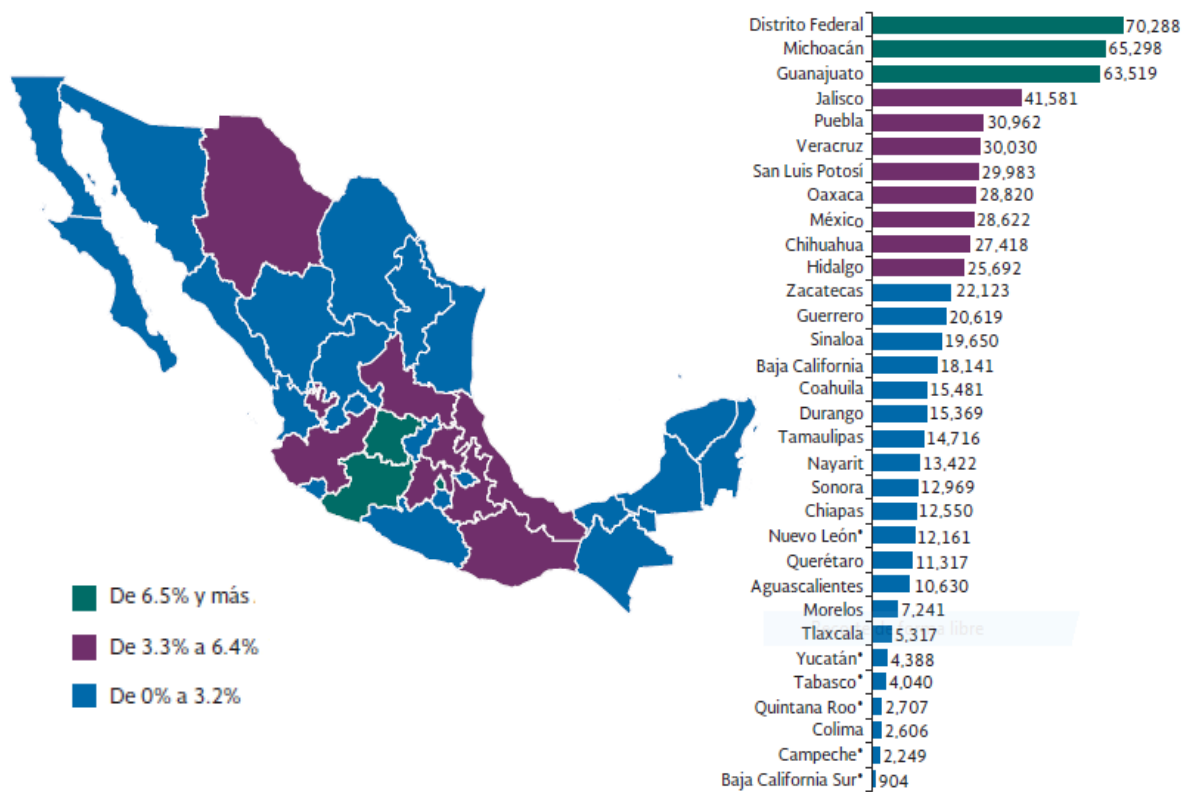 Distrito Federal 70,288
Michoacán 65,298
Guanajuato 63,519
Jalisco 41,581
Puebla 30,962
Veracruz 30,030
San Luis Potosí 29,983
Oaxaca 28,820
México 28,622
Chihuahua 27,418
Hidalgo 25,692
Zacatecas 22,123
Guerrero 20,619
Sinaloa 19,650
Baja California 18,141
Coahuila 15,481
Durango 15,369
Tamaulipas 14,716
Nayarit 13,422
Sonora 12,969
Chiapas 12,550
Nuevo León* 12,161
Querétaro 11,317
Aguascalientes 10,630
Morelos 7,241
Tlaxcala 5,317
Yucatán* 4,388
Tabasco* 4,040
Quintana Roo* 2,707
Colima 2,606
Campeche* 2,249
Baja California Sur* 904
De 6.5% y más
De 3.3% a 6.4%
De 0% a 3.2%
libre